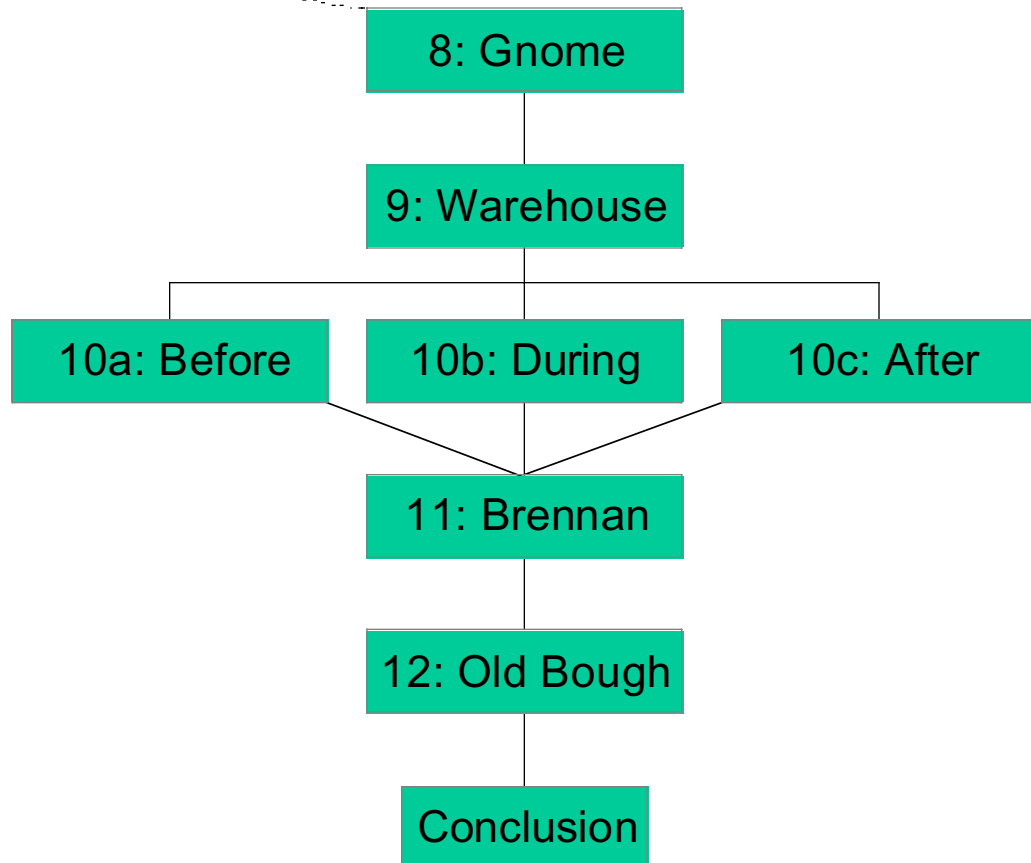 8: Gnome
9: Warehouse
10a: Before
10b: During
10c: After
11: Brennan
12: Old Bough
Conclusion